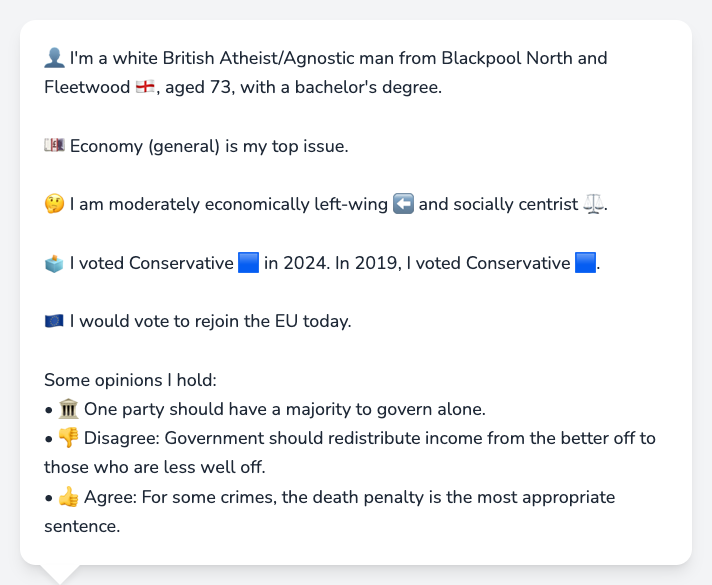 👤 I'm a white British Atheist/Agnostic man from Blackpool North and
Fleetwood 🏴󠁧󠁢󠁥󠁮󠁧󠁿, aged 73, with a bachelor's degree.
💷 Economy (general) is my top issue.
🤔 I am moderately economically left-wing ⬅️ and socially centrist ⚖️.
🗳️ I voted Conservative 🟦 in 2024. In 2019, I voted Conservative 🟦.
🇪🇺 I would vote to rejoin the EU today.
Some opinions I hold:
• 🏛️ One party should have a majority to govern alone.
• 👎 Disagree: Government should redistribute income from the better off to
those who are less well off.
• 👍 Agree: For some crimes, the death penalty is the most appropriate
sentence.